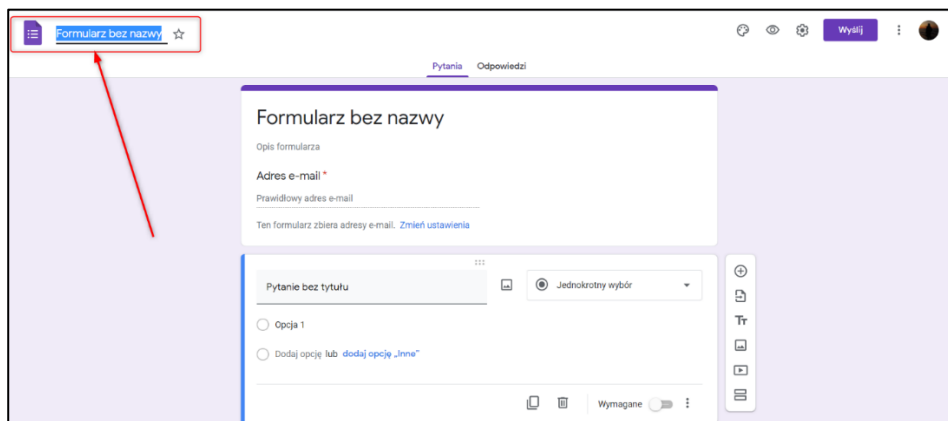 Formularz bez nazwy
Wyślij
Pytania Odpowiedzi
Formularz bez nazwy
Opis formularza
Adres e-mail *
Prawidłowy adres e-mail
Ten formularz zbiera adresy e-mail. Zmień ustawienia
Pytanie bez tytułu
Jednokrotny wybór
Opcja 1
Dodaj opcję lub dodaj opcję „Inne”
Wymagane